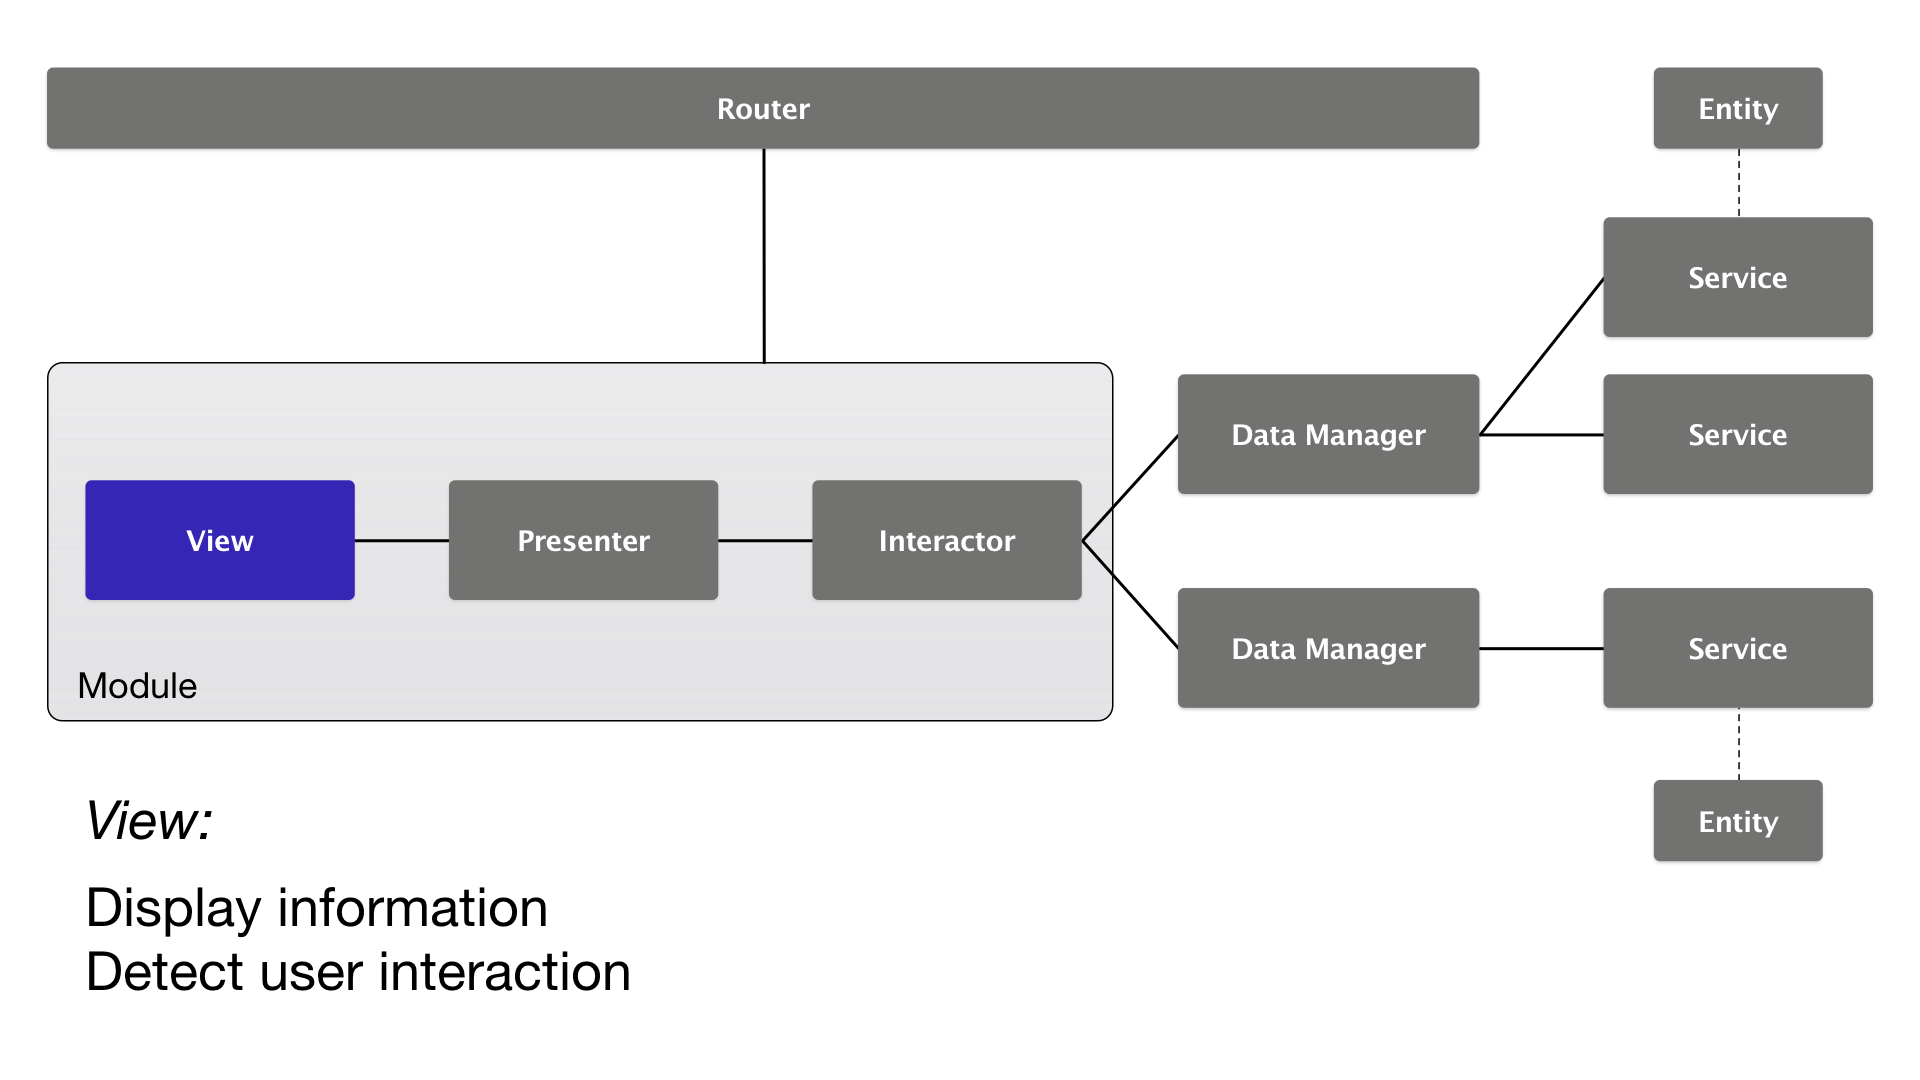 Router
Entity
Service
Data Manager
Service
View
Presenter
Interactor
Data Manager
Service
Module
Entity
View:
Display information
Detect user interaction